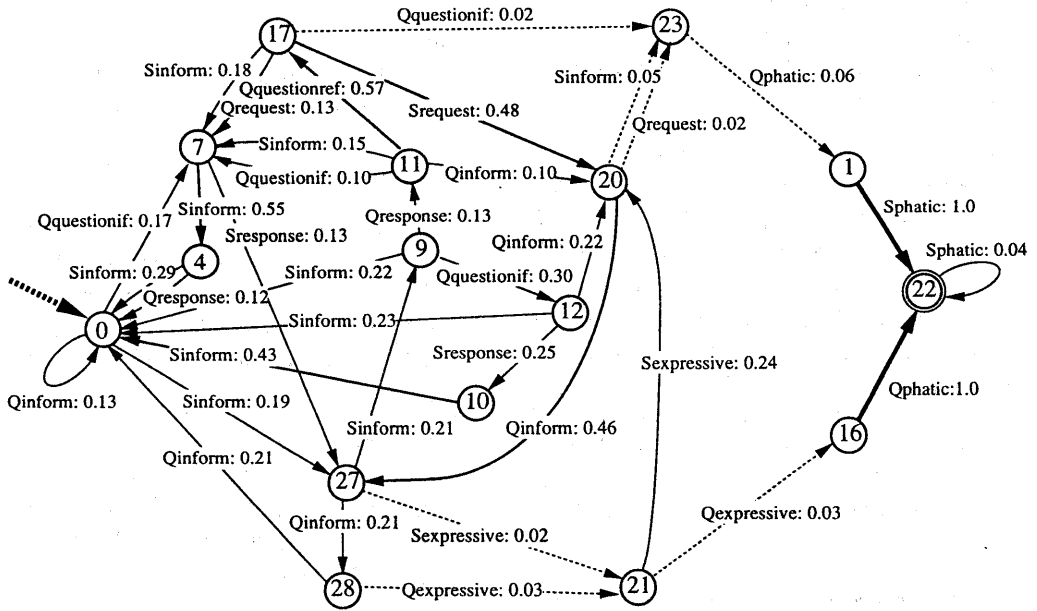 Qquestionif: 0.02
17
23
Sinform: 0.18
Sinform: 0.05
Qphatic: 0.06
Qquestionref: 0.57
Qrequest: 0.13
Srequest: 0.48
Qrequest: 0.02
7
Sinform: 0.15
11
Qinform: 0.10
1
Qquestionif: 0.10
20
Qquestionif: 0.17
Sinform: 0.55
Qresponse: 0.13
Sphatic: 1.0
Sresponse: 0.13
9
Qinform: 0.22
Sphatic: 0.04
4
Sinform: 0.29
Sinform: 0.22
Qquestionif: 0.30
22
Qresponse: 0.12
12
0
Sinform: 0.23
Sinform: 0.43
Sresponse: 0.25
Sexpressive: 0.24
Qinform: 0.13
Sinform: 0.19
10
Qphatic:1.0
Sinform: 0.21
Qinform: 0.46
16
Qinform: 0.21
27
Qinform: 0.21
Sexpressive: 0.02
Qexpressive: 0.03
28
Qexpressive: 0.03
21